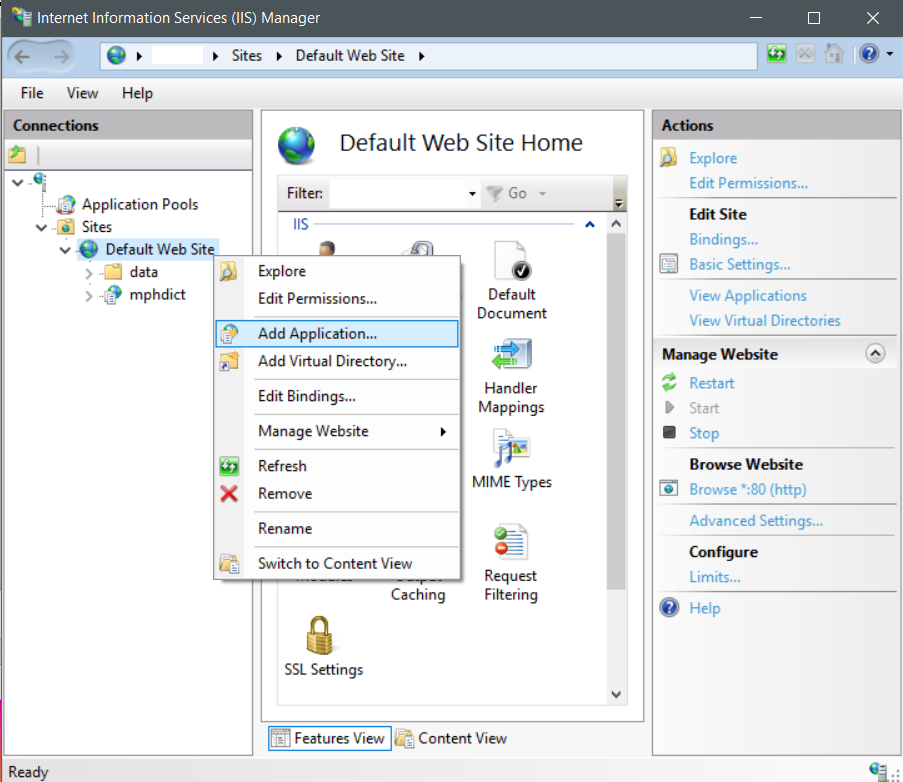 Internet Information Services (IIS) Manager
Sites
Default Web Site
File View Help
Connections
Application Pools
Sites
Default Web Site
data
mphdict
Explore
Edit Permissions...
Add Application...
Add Virtual Directory...
Edit Bindings...
Manage Website
Refresh
Remove
Rename
Switch to Content View
Default Web Site Home
Filter:
Go
IIS
Default
Document
Handler
Mappings
MIME Types
Caching
Request
Filtering
SSL Settings
Features View
Content View
Actions
Explore
Edit Permissions...
Edit Site
Bindings...
Basic Settings...
View Applications
View Virtual Directories
Manage Website
Restart
Start
Stop
Browse Website
Browse *:80 (http)
Advanced Settings...
Configure
Limits...
Help
Ready